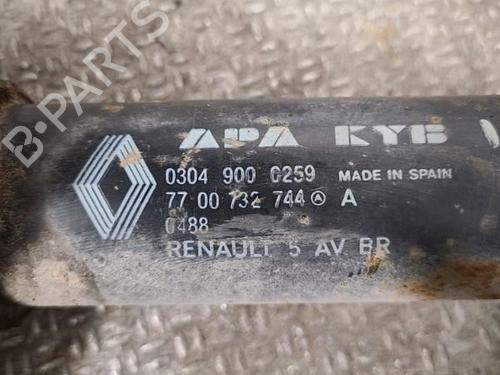 APA KYB
0304 900 0259 MADE IN SPAIN
77 00 732 744 Ⓐ A
0488
RENAULT 5 AV BR
B-PARTS